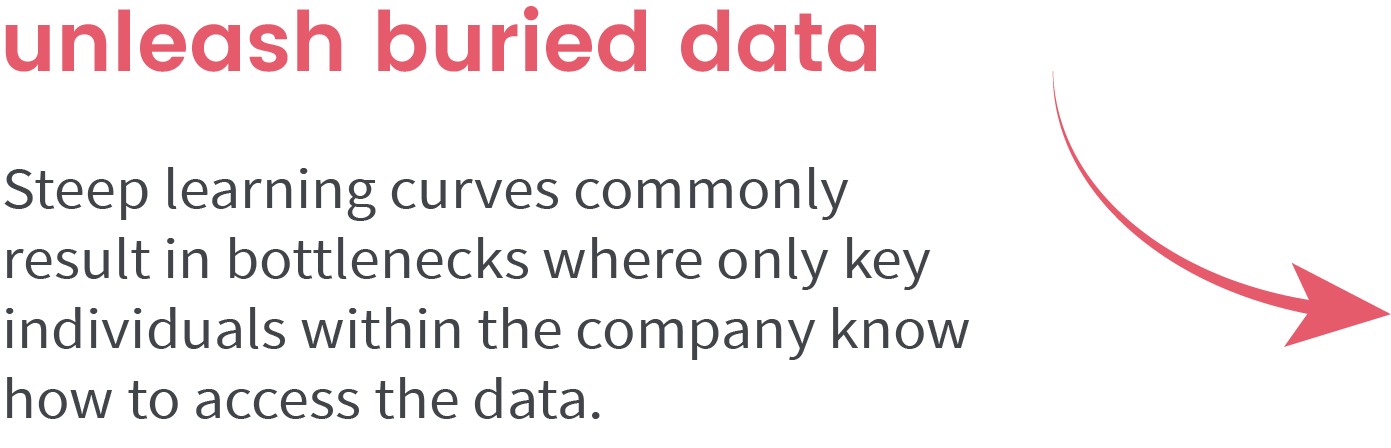 unleash buried data
Steep learning curves commonly
result in bottlenecks where only key
individuals within the company know
how to access the data.